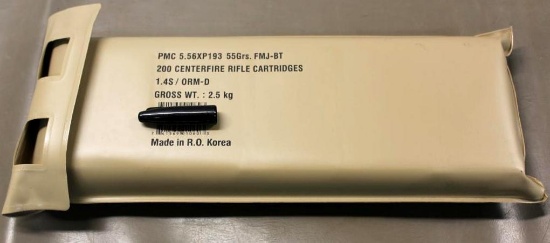 PMC 5.56XP193 55Grs. FMJ-BT
200 CENTERFIRE RIFLE CARTRIDGES
1.4S / ORM-D
GROSS WT. : 2.5 kg
Made in R.O. Korea